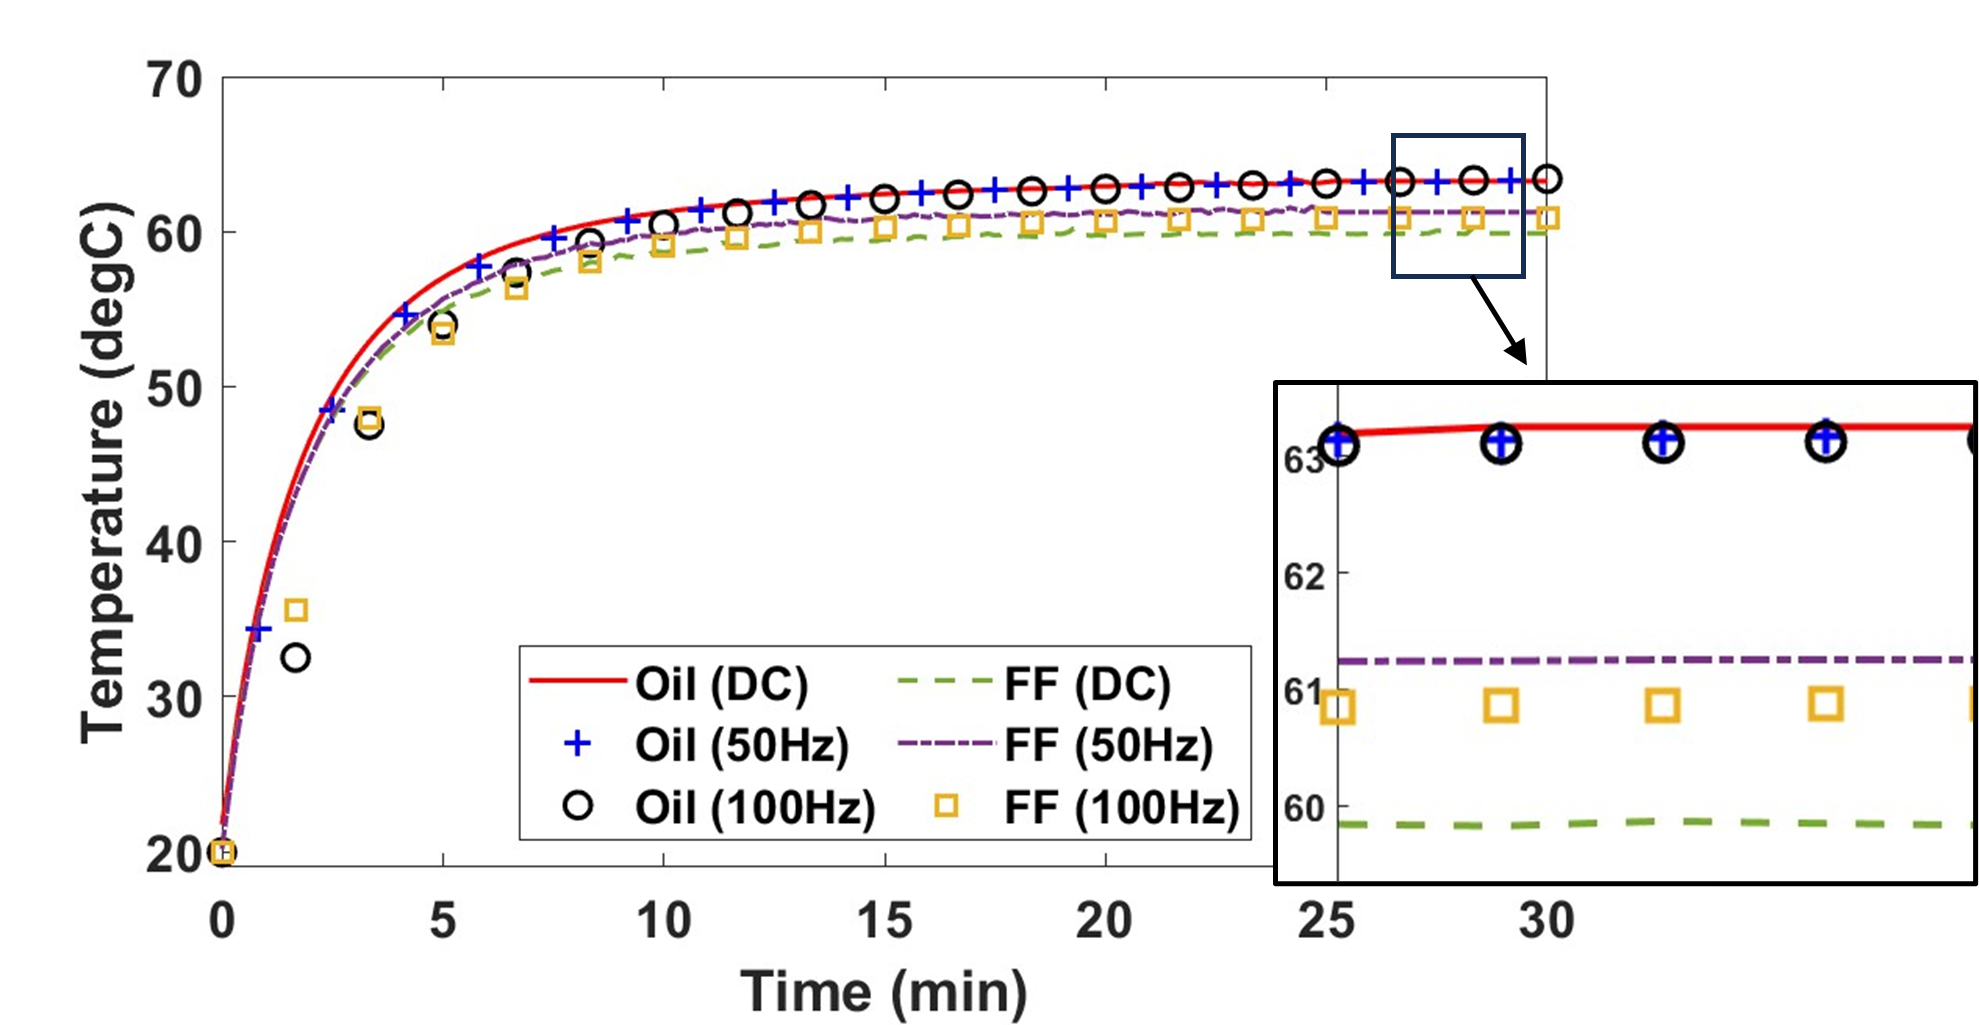 Temperature (degC)
70
60
50
40
30
20
Oil (DC)
FF (DC)
Oil (50Hz)
FF (50Hz)
Oil (100Hz)
FF (100Hz)
63
62
61
60
0 5 10 15 20 25 30
Time (min)